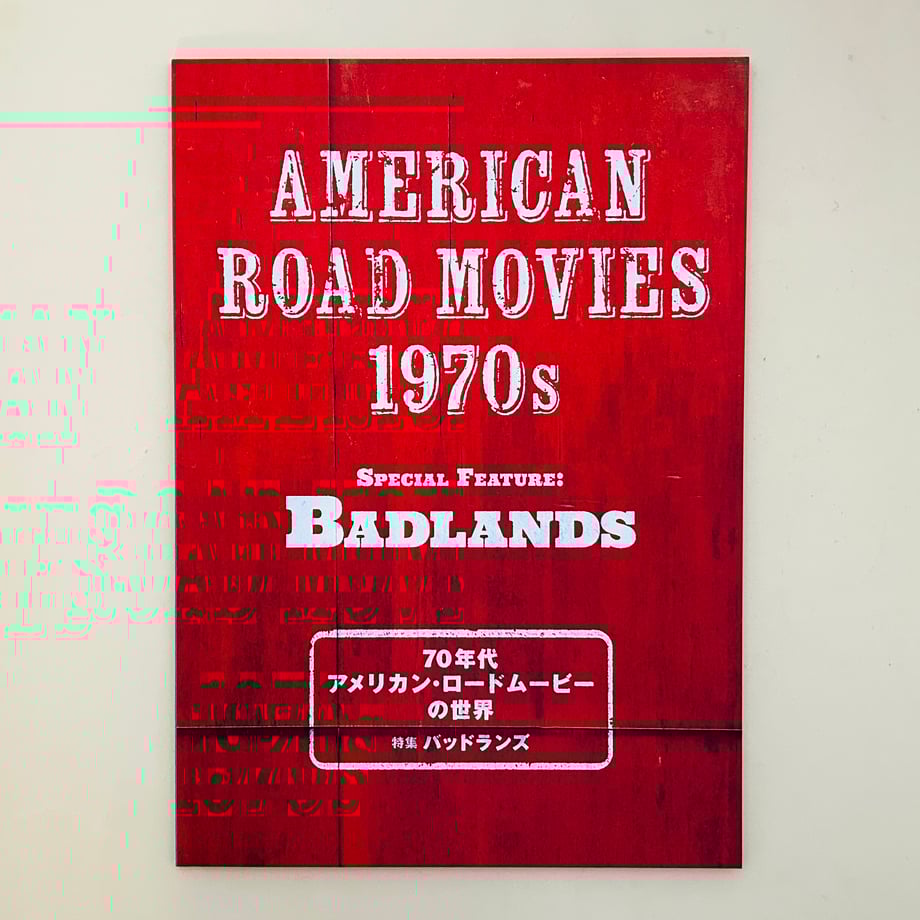 AMERICAN
ROAD MOVIES
1970s
SPECIAL FEATURE:
BADLANDS
70年代
アメリカン・ロードムービー
の世界
特集 バッドランズ